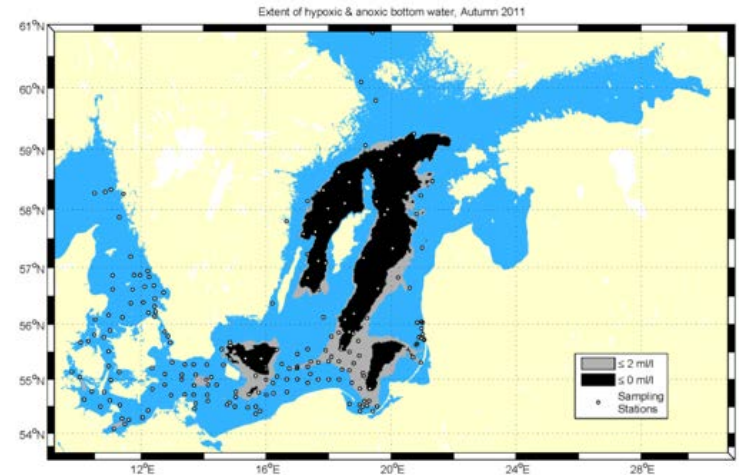 Extent of hypoxic & anoxic bottom water, Autumn 2011
61°N
60°N
59°N
58°N
57°N
56°N
55°N
54°N
≤ 2 ml/l
≤ 0 ml/l
Sampling
Stations
12°E
16°E
20°E
24°E
28°E